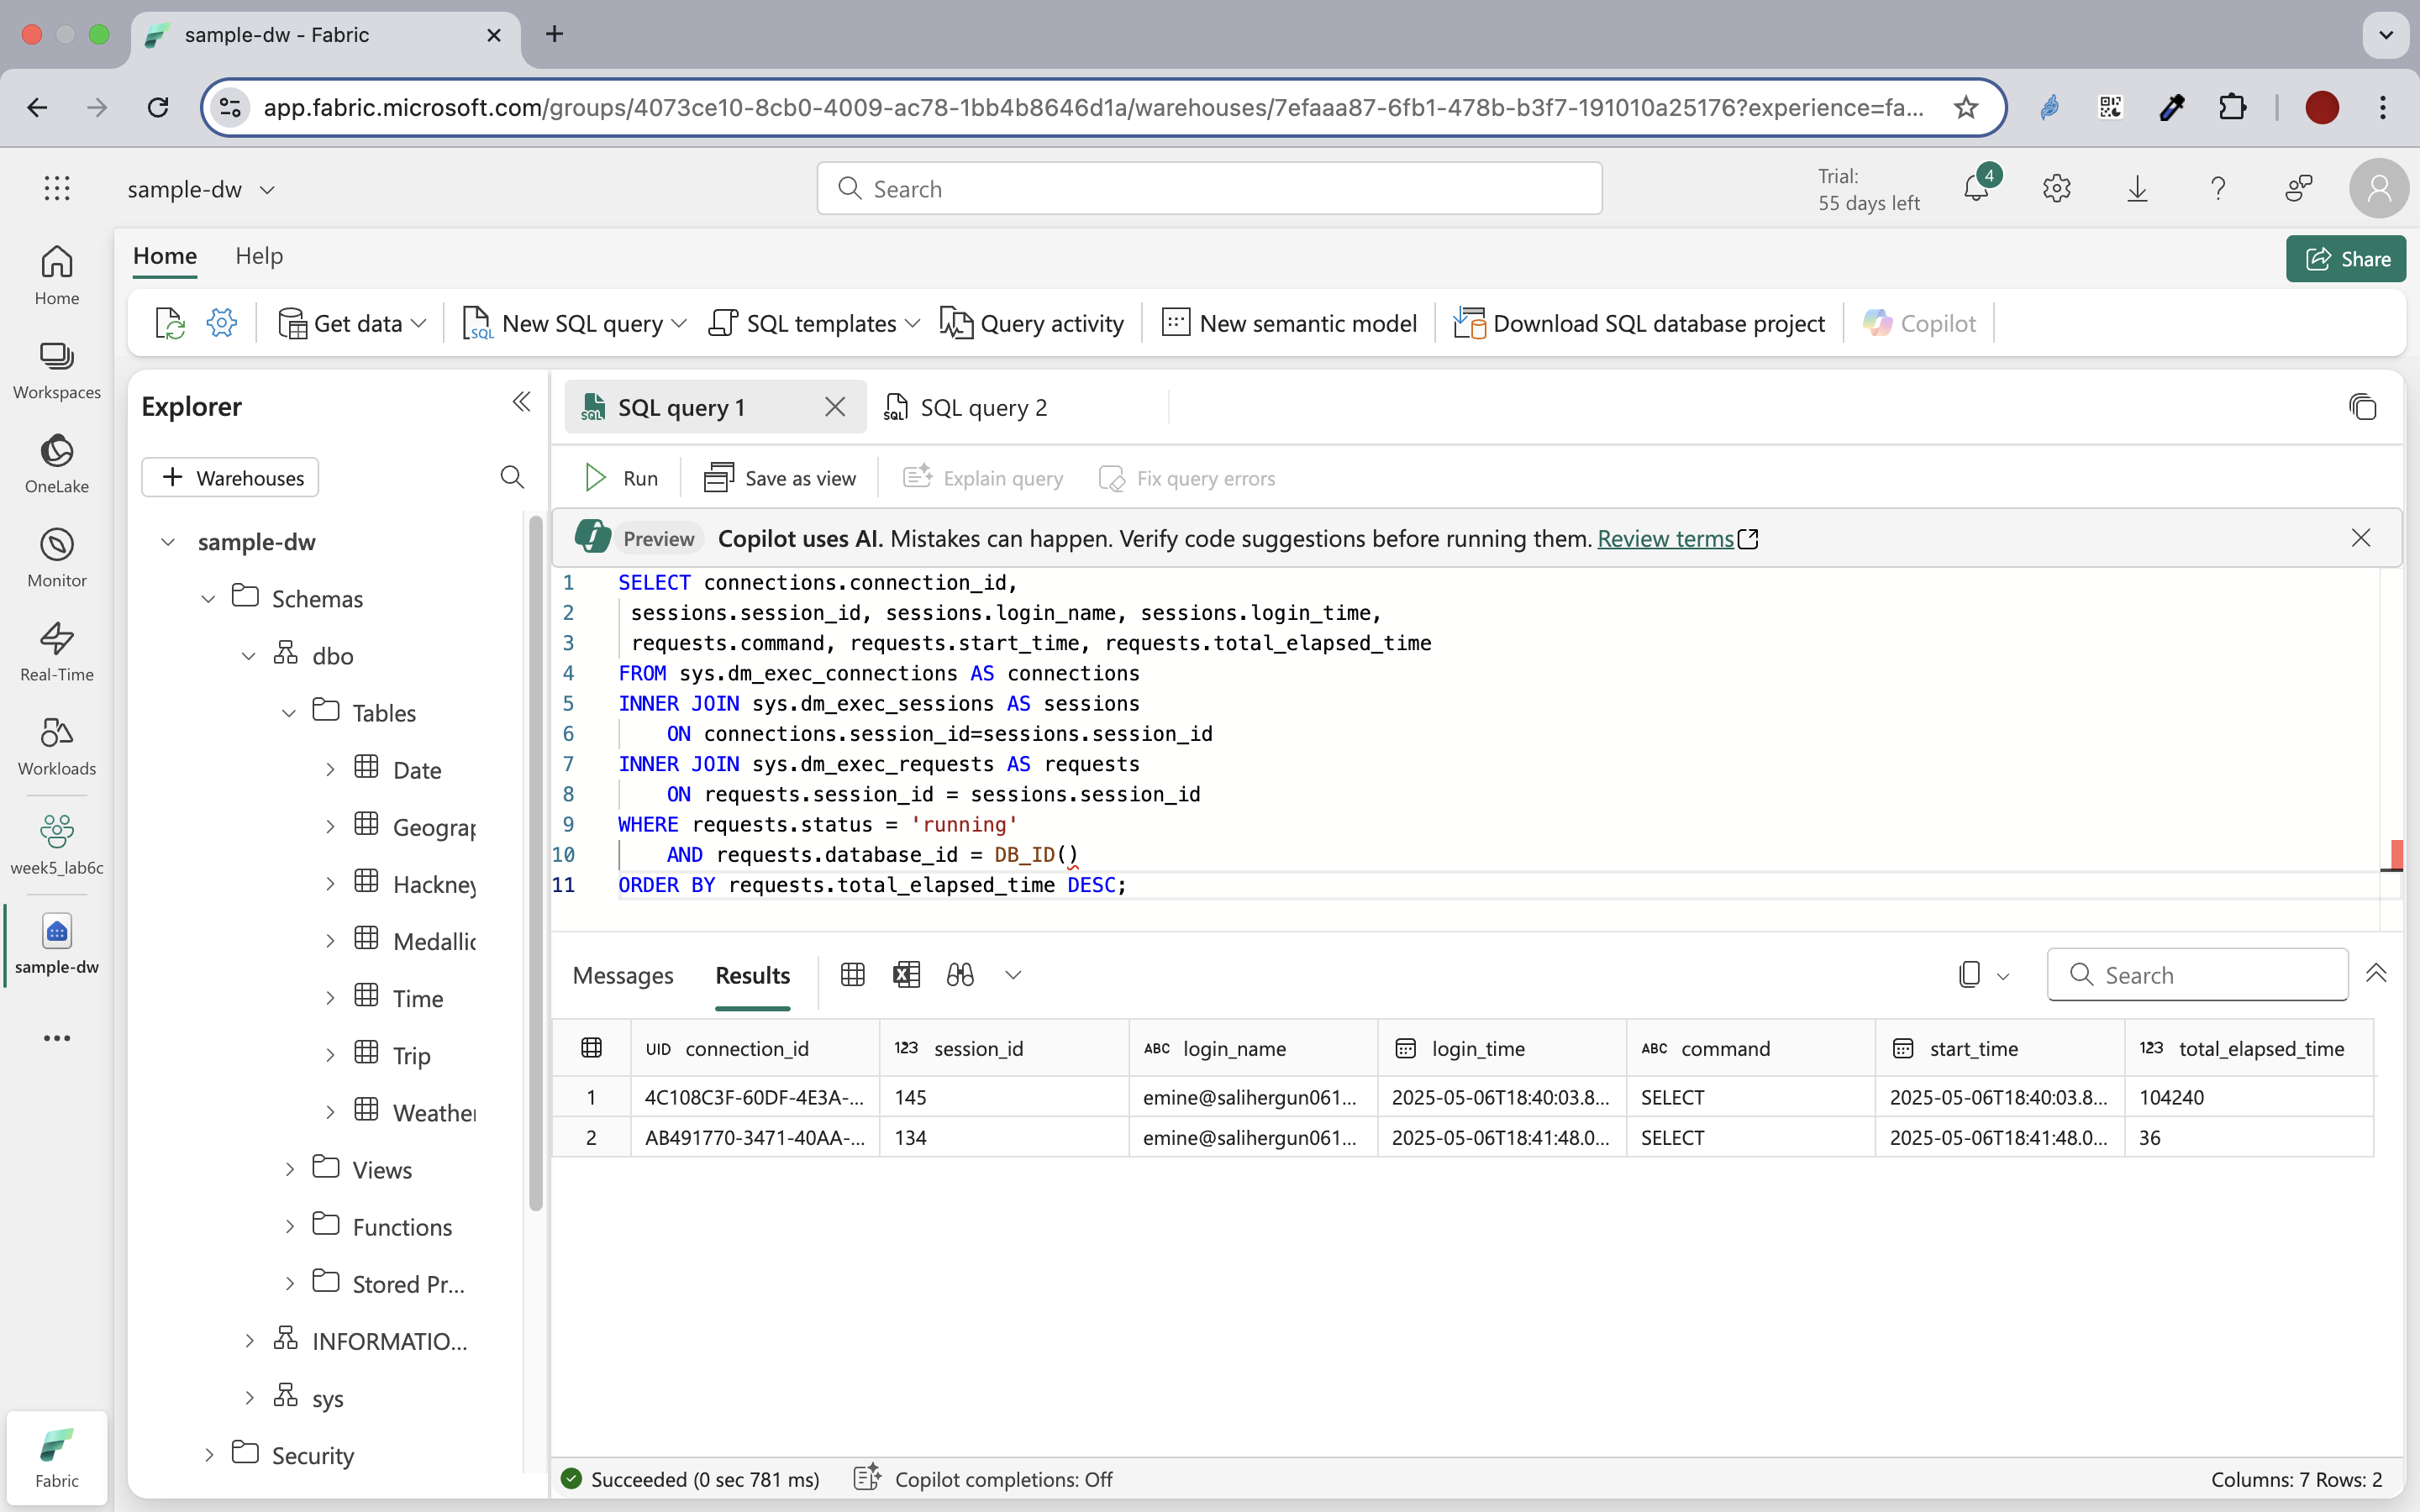 sample-dw - Fabric
app.fabric.microsoft.com/groups/4073ce10-8cb0-4009-ac78-1bb4b8646d1a/warehouses/7efaaa87-6fb1-478b-b3f7-191010a25176?experience=fa...
sample-dw
Search
Trial:
55 days left
4
Home
Help
Share
Get data
New SQL query
SQL templates
Query activity
New semantic model
Download SQL database project
Copilot
Home
Workspaces
OneLake
Monitor
Real-Time
Workloads
week5_lab6c
sample-dw
Fabric
Explorer
Warehouses
sample-dw
Schemas
dbo
Tables
Date
Geograp
Hackney
Medallic
Time
Trip
Weather
Views
Functions
Stored Pr...
INFORMATIO...
sys
Security
SQL query 1
SQL query 2
Run
Save as view
Explain query
Fix query errors
Preview
Copilot uses AI. Mistakes can happen. Verify code suggestions before running them. Review terms
1 SELECT connections.connection_id,
2 sessions.session_id, sessions.login_name, sessions.login_time,
3 requests.command, requests.start_time, requests.total_elapsed_time
4 FROM sys.dm_exec_connections AS connections
5 INNER JOIN sys.dm_exec_sessions AS sessions
6 ON connections.session_id=sessions.session_id
7 INNER JOIN sys.dm_exec_requests AS requests
8 ON requests.session_id = sessions.session_id
9 WHERE requests.status = 'running'
10 AND requests.database_id = DB_ID()
11 ORDER BY requests.total_elapsed_time DESC;
Messages
Results
Search
UID connection_id 123 session_id ABC login_name login_time ABC command start_time 123 total_elapsed_time
1 4C108C3F-60DF-4E3A-... 145 emine@salihergun061... 2025-05-06T18:40:03.8... SELECT 2025-05-06T18:40:03.8... 104240
2 AB491770-3471-40AA-... 134 emine@salihergun061... 2025-05-06T18:41:48.0... SELECT 2025-05-06T18:41:48.0... 36
Succeeded (0 sec 781 ms)
Copilot completions: Off
Columns: 7 Rows: 2